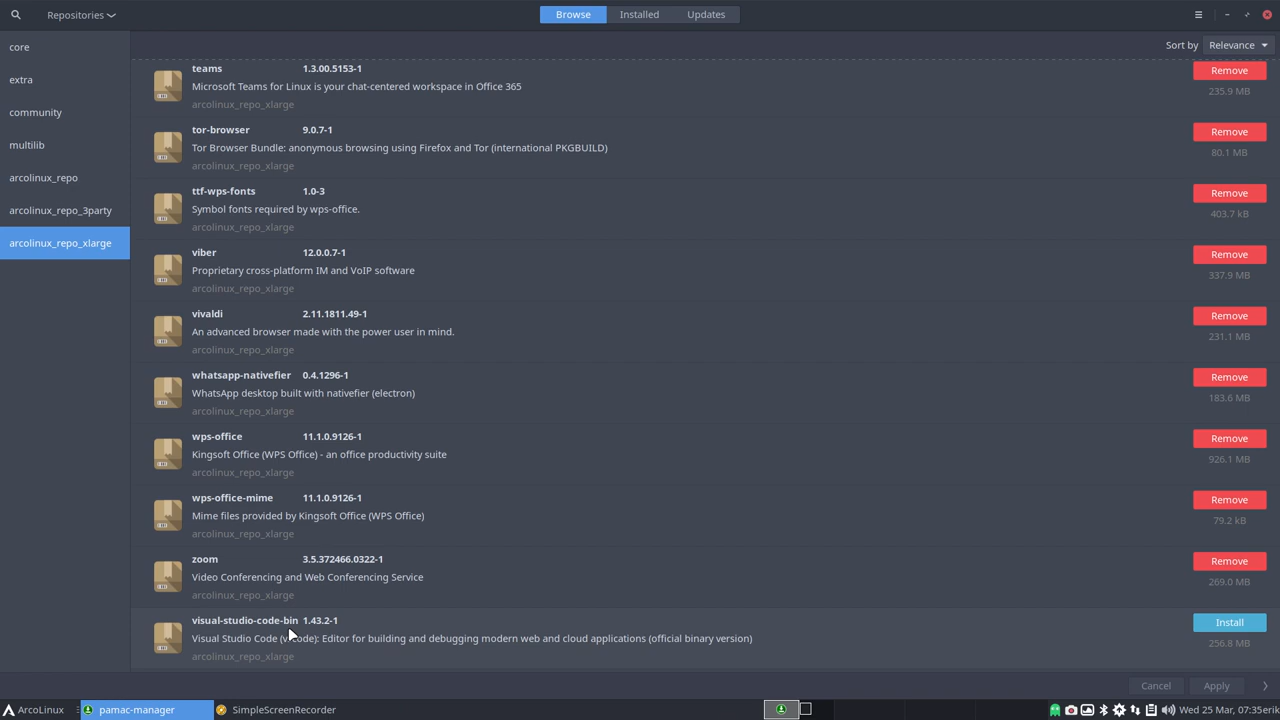 Repositories
Browse
Installed
Updates
core
extra
community
multilib
arcolinux_repo
arcolinux_repo_3party
arcolinux_repo_xlarge
Sort by Relevance
teams 1.3.00.5153-1
Microsoft Teams for Linux is your chat-centered workspace in Office 365
arcolinux_repo_xlarge
Remove
235.9 MB
tor-browser 9.0.7-1
Tor Browser Bundle: anonymous browsing using Firefox and Tor (international PKGBUILD)
arcolinux_repo_xlarge
Remove
80.1 MB
ttf-wps-fonts 1.0-3
Symbol fonts required by wps-office.
arcolinux_repo_xlarge
Remove
403.7 kB
viber 12.0.0.7-1
Proprietary cross-platform IM and VoIP software
arcolinux_repo_xlarge
Remove
337.9 MB
vivaldi 2.11.1811.49-1
An advanced browser made with the power user in mind.
arcolinux_repo_xlarge
Remove
231.1 MB
whatsapp-nativefier 0.4.1296-1
WhatsApp desktop built with nativefier (electron)
arcolinux_repo_xlarge
Remove
183.6 MB
wps-office 11.1.0.9126-1
Kingsoft Office (WPS Office) - an office productivity suite
arcolinux_repo_xlarge
Remove
926.1 MB
wps-office-mime 11.1.0.9126-1
Mime files provided by Kingsoft Office (WPS Office)
arcolinux_repo_xlarge
Remove
79.2 kB
zoom 3.5.372466.0322-1
Video Conferencing and Web Conferencing Service
arcolinux_repo_xlarge
Remove
269.0 MB
visual-studio-code-bin 1.43.2-1
Visual Studio Code (vscode): Editor for building and debugging modern web and cloud applications (official binary version)
arcolinux_repo_xlarge
Install
256.8 MB
Cancel
Apply
ArcoLinux
pamac-manager
SimpleScreenRecorder
Wed 25 Mar, 07:35 erik